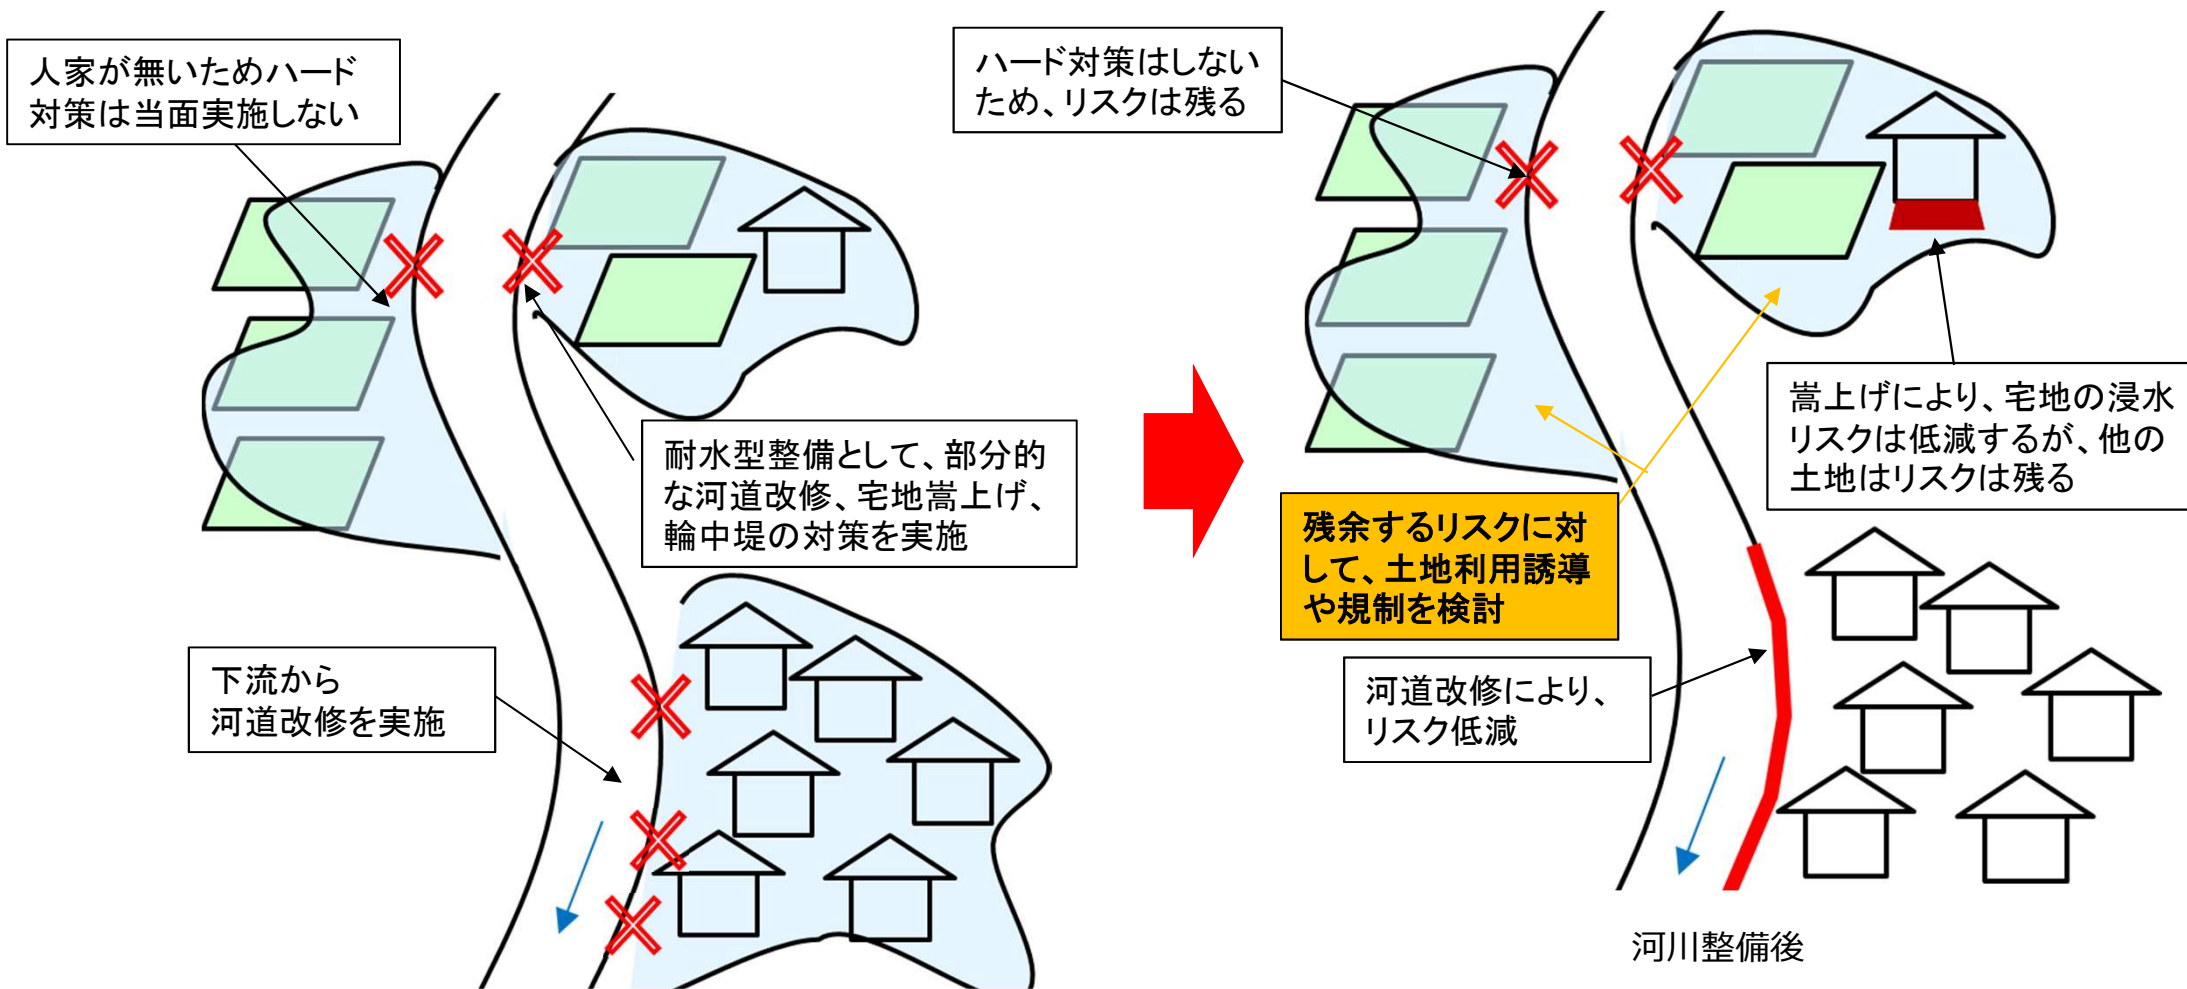 人家が無いためハード
対策は当面実施しない
耐水型整備として、部分的
な河道改修、宅地嵩上げ、
輪中堤の対策を実施
下流から
河道改修を実施
ハード対策はしない
ため、リスクは残る
嵩上げにより、宅地の浸水
リスクは低減するが、他の
土地はリスクは残る
残余するリスクに対
して、土地利用誘導
や規制を検討
河道改修により、
リスク低減
河川整備後